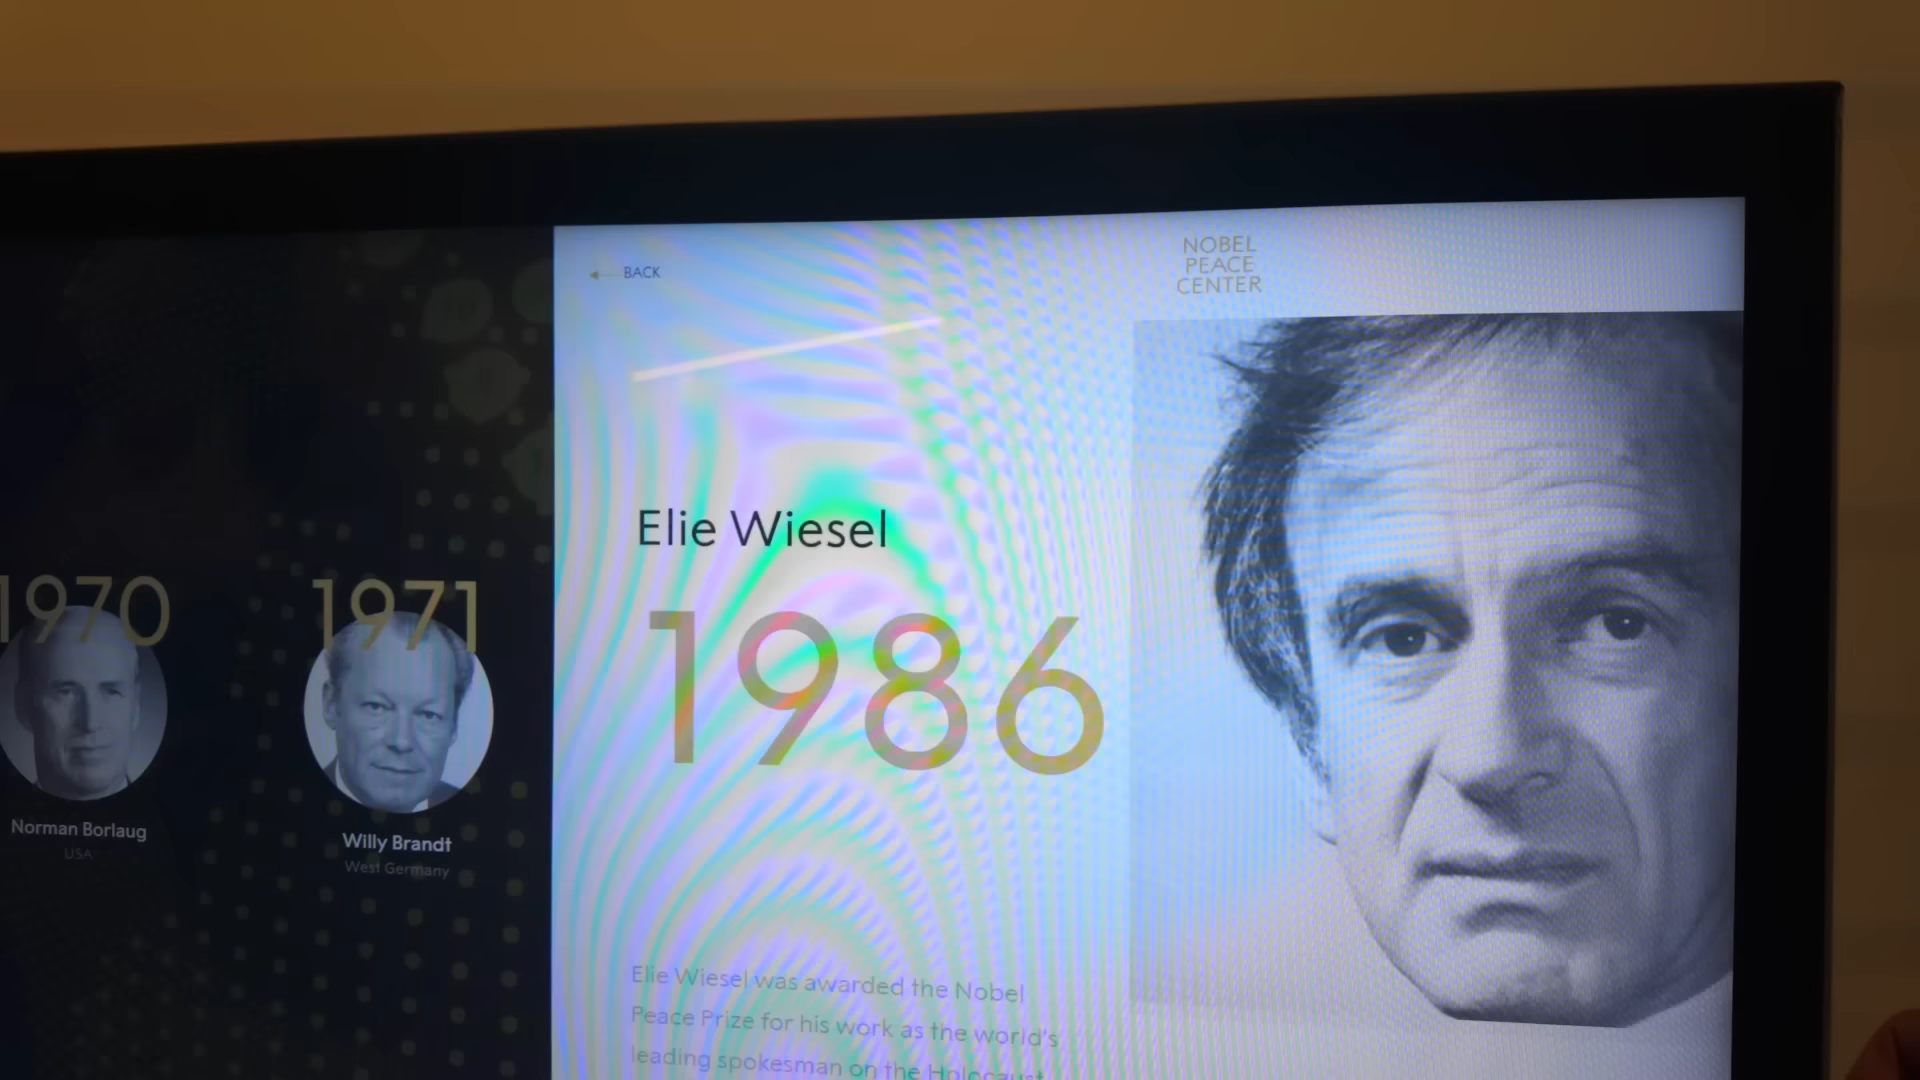 1970
Norman Borlaug
USA
1971
Willy Brandt
West Germany
BACK
NOBEL
PEACE
CENTER
Elie Wiesel
1986
Elie Wiesel was awarded the Nobel
Peace Prize for his work as the world's
leading spokesman on the Holocaust